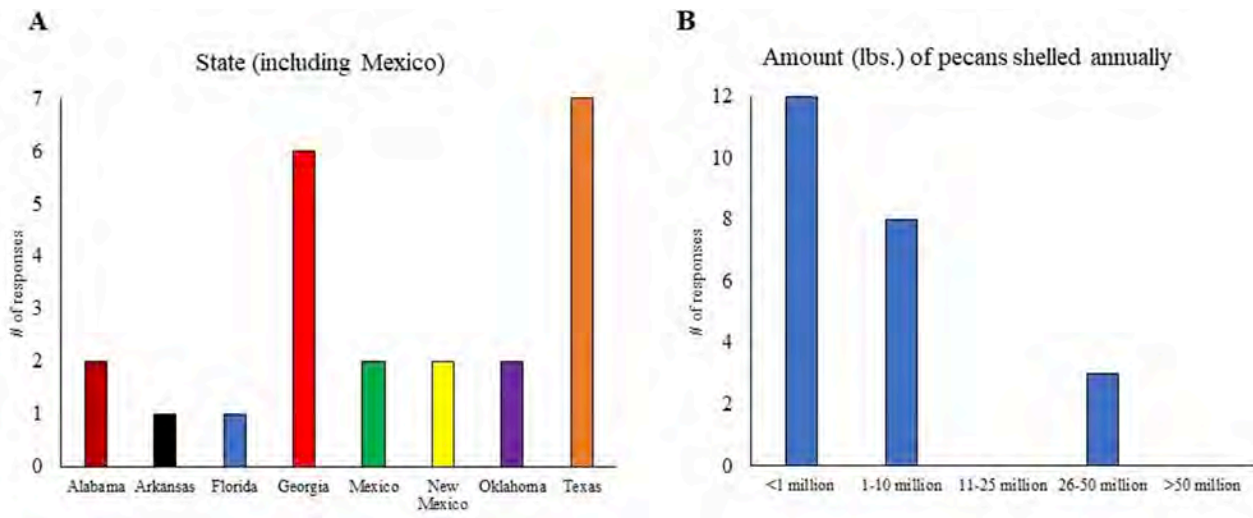 A
State (including Mexico)
7
6
5
4
3
2
1
0
# of responses
Alabama Arkansas Florida Georgia Mexico New Mexico Oklahoma Texas
B
Amount (lbs.) of pecans shelled annually
12
10
8
6
4
2
0
# of responses
<1 million 1-10 million 11-25 million 26-50 million >50 million